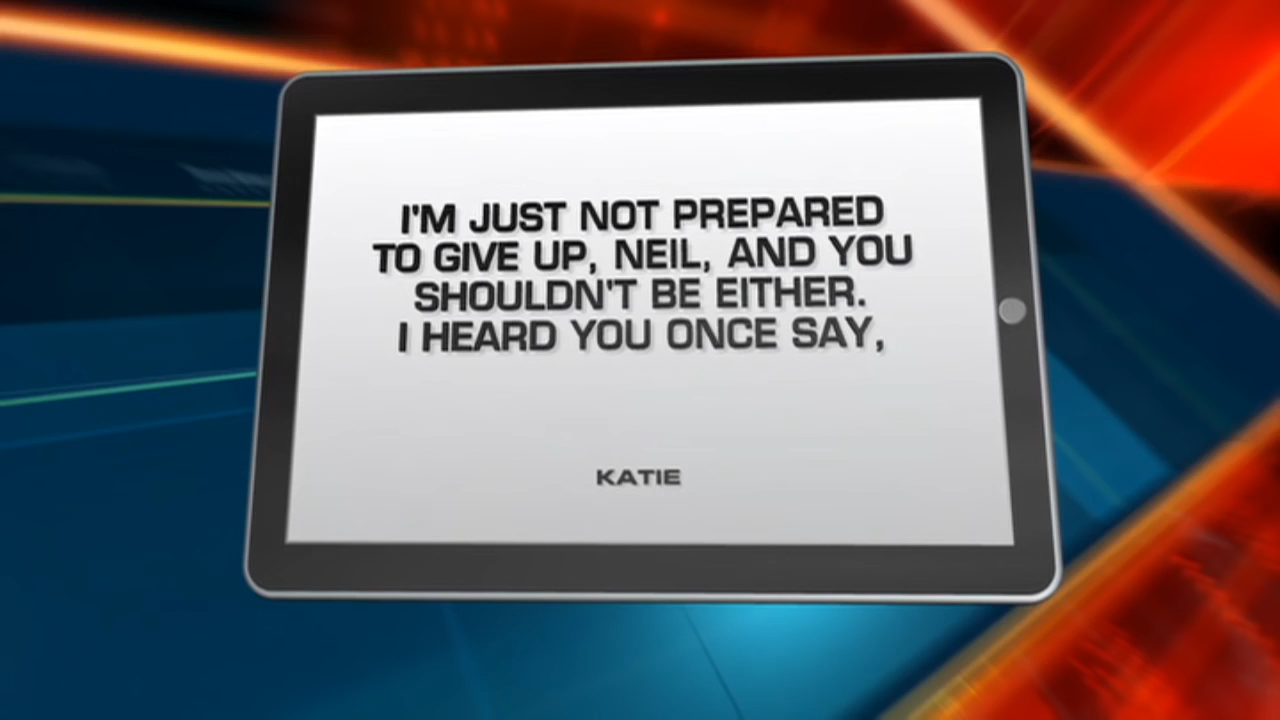 I'M JUST NOT PREPARED
TO GIVE UP, NEIL, AND YOU
SHOULDN'T BE EITHER.
I HEARD YOU ONCE SAY,
KATIE